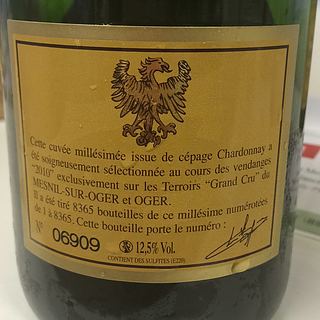 Cette cuvée millésimée issue de cépage Chardonnay a
été soigneusement sélectionnée au cours des vendanges
"2010" exclusivement sur les Terroirs "Grand Cru" du
MESNIL-SUR-OGER et OGER.
Il a été tiré 8365 bouteilles de ce millésime numérotées
de 1 à 8365. Cette bouteille porte le numéro :
N° 06909 12,5% Vol.
CONTIENT DES SULFITES (E220)